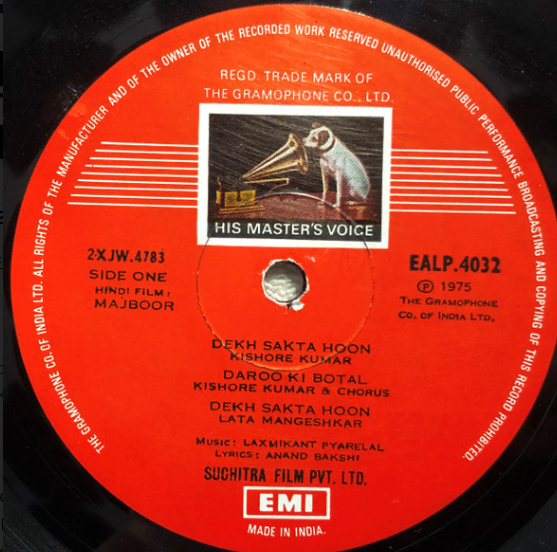 THE GRAMOPHONE CO. OF INDIA LTD. ALL RIGHTS OF THE MANUFACTURER AND OF THE OWNER OF THE RECORDED WORK RESERVED UNAUTHORISED PUBLIC PERFORMANCE BROADCASTING AND COPYING OF THIS RECORD PROHIBITED.
REGD. TRADE MARK OF
THE GRAMOPHONE CO., LTD.
HIS MASTER'S VOICE
2XJW.4783
SIDE ONE
HINDI FILM:
MAJBOOR
EALP.4032
Ⓟ 1975
THE GRAMOPHONE
CO. OF INDIA LTD.
DEKH SAKTA HOON
KISHORE KUMAR
DAROO KI BOTAL
KISHORE KUMAR & CHORUS
DEKH SAKTA HOON
LATA MANGESHKAR
MUSIC: LAXMIKANT PYARELAL
LYRICS: ANAND BAKSHI
SUCHITRA FILM PVT. LTD.
EMI
MADE IN INDIA.